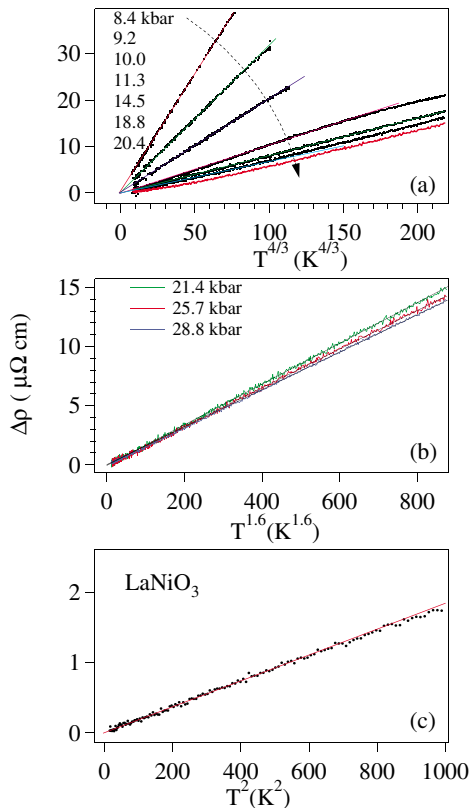 8.4 kbar
9.2
10.0
11.3
14.5
18.8
20.4
30
20
10
0
(a)
0 50 100 150 200
T^4/3 (K^4/3)
21.4 kbar
25.7 kbar
28.8 kbar
15
10
5
0
(b)
0 200 400 600 800
T^1.6(K^1.6)
Δρ ( μΩ cm)
LaNiO₃
2
1
0
(c)
0 200 400 600 800 1000
T^2(K^2)